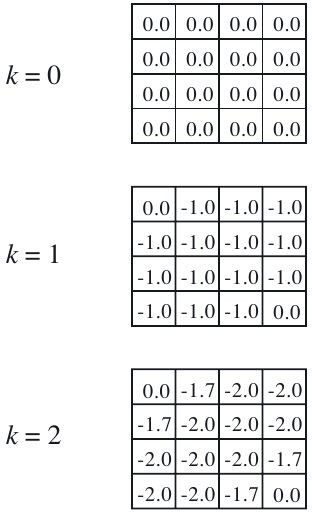 0.0 0.0 0.0 0.0
0.0 0.0 0.0 0.0
k = 0
0.0 0.0 0.0 0.0
0.0 0.0 0.0 0.0
0.0 -1.0 -1.0 -1.0
-1.0 -1.0 -1.0 -1.0
k = 1
-1.0 -1.0 -1.0 -1.0
-1.0 -1.0 -1.0 0.0
0.0 -1.7 -2.0 -2.0
-1.7 -2.0 -2.0 -2.0
k = 2
-2.0 -2.0 -2.0 -1.7
-2.0 -2.0 -1.7 0.0